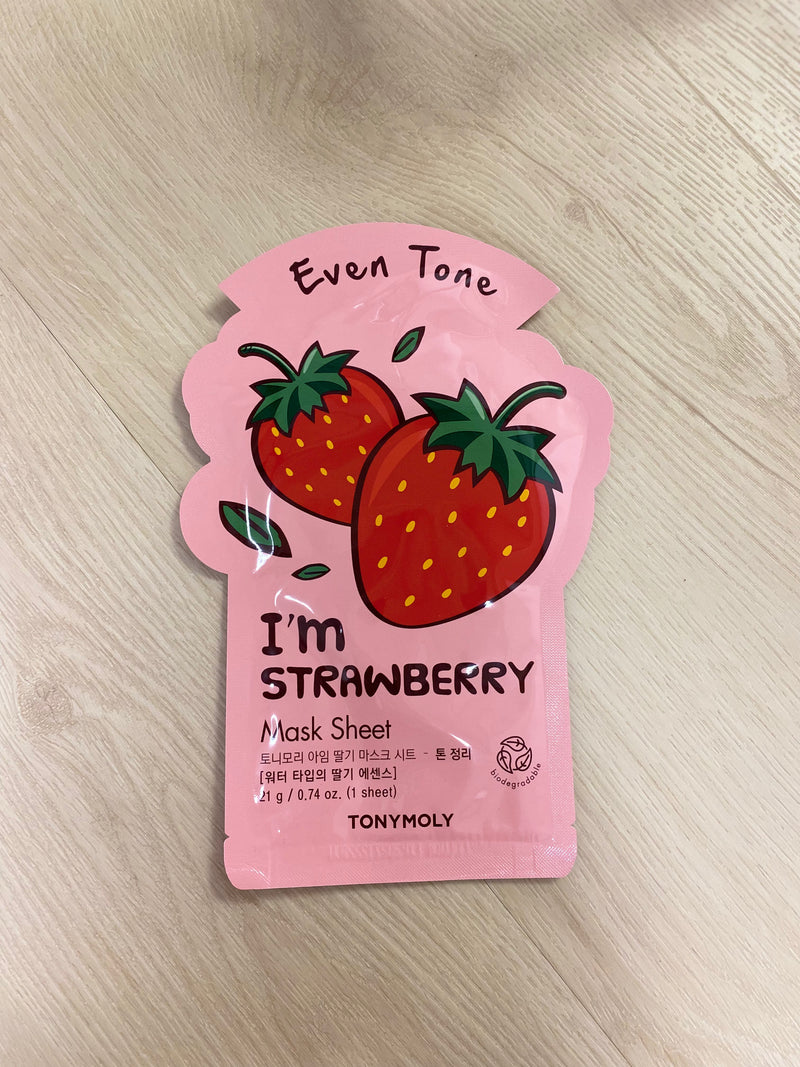 Even Tone
I'm
STRAWBERRY
Mask Sheet
토니모리 아임 딸기 마스크 시트 - 톤 정리
[워터 타입의 딸기 에센스]
21 g / 0.74 oz. (1 sheet)
biodegradable
TONYMOLY